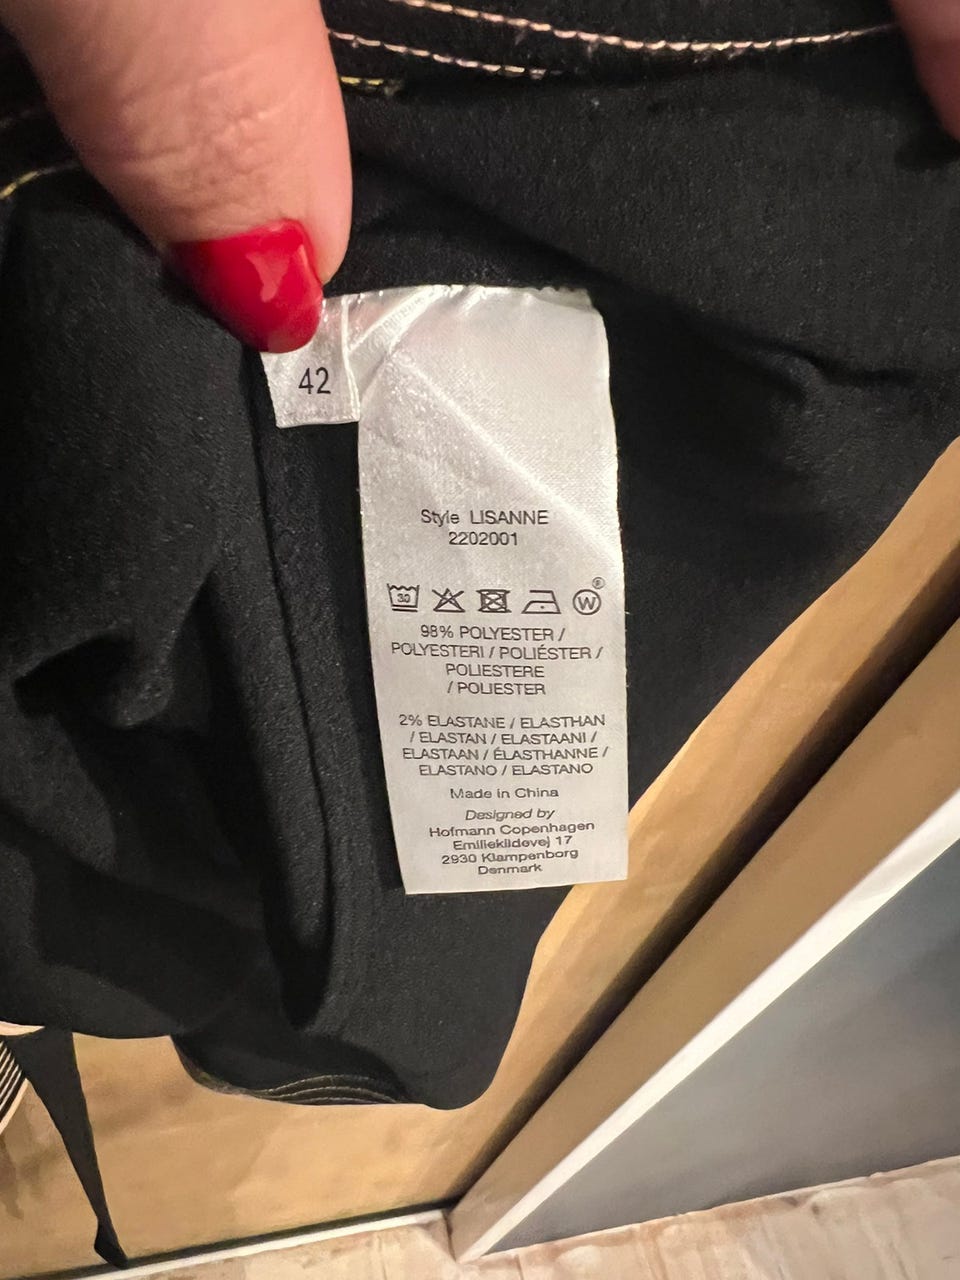 42
Style LISANNE
2202001
30 W®
98% POLYESTER /
POLYESTERI / POLIÉSTER /
POLIESTERE
/ POLIESTER
2% ELASTANE / ELASTHAN
/ ELASTAN / ELASTAANI /
ELASTAAN / ÉLASTHANNE /
ELASTANO / ELASTANO
Made in China
Designed by
Hofmann Copenhagen
Emiliekildevej 17
2930 Klampenborg
Denmark